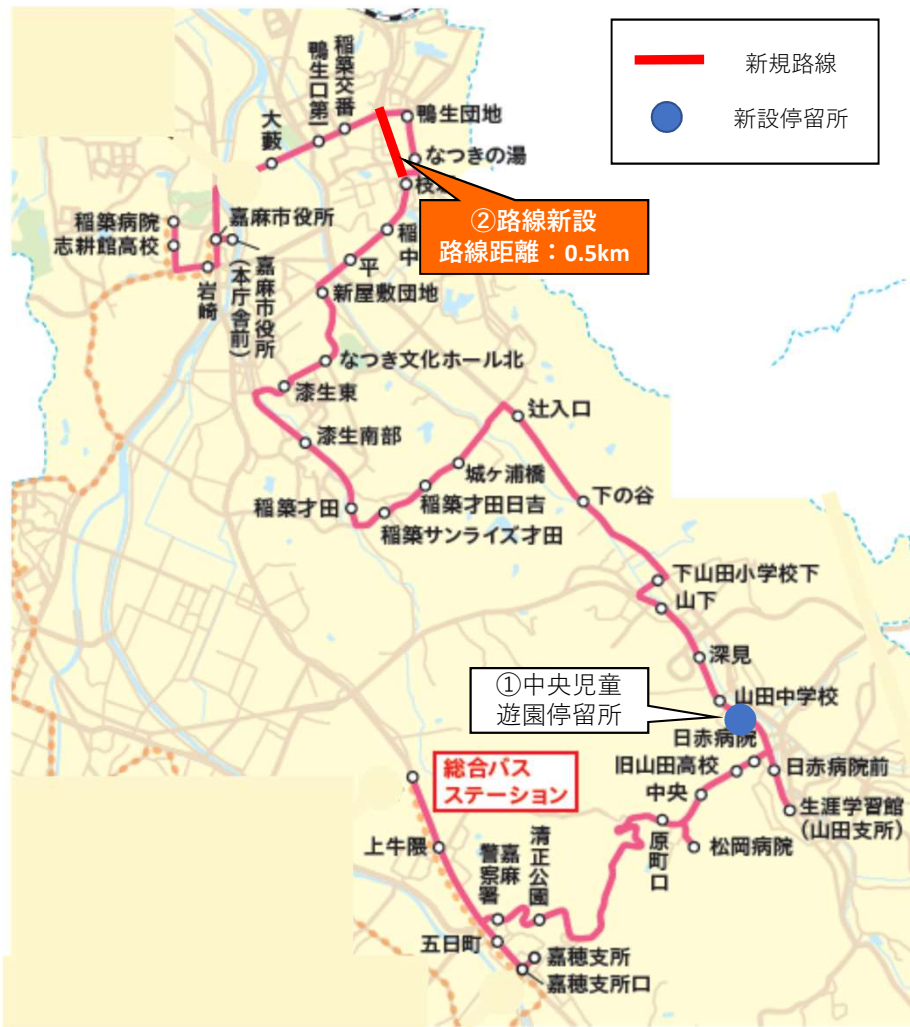 新規路線
新設停留所
稲築交番
鴨生口第一
大藪
鴨生団地
なつきの湯
②路線新設
路線距離：0.5km
稲築病院
志耕館高校
嘉麻市役所
嘉麻市役所
（本庁舎前）
岩崎
平
新屋敷団地
なつき文化ホール北
漆生東
漆生南部
辻入口
城ヶ浦橋
稲築才田日吉
稲築才田
稲築サンライズ才田
下の谷
下山田小学校下
山下
深見
①中央児童
遊園停留所
山田中学校
日赤病院
旧山田高校
日赤病院前
中央
生涯学習館
（山田支所）
総合バス
ステーション
松岡病院
原町口
上牛隈
清正公園
嘉麻
警察署
五日町
嘉穂支所
嘉穂支所口